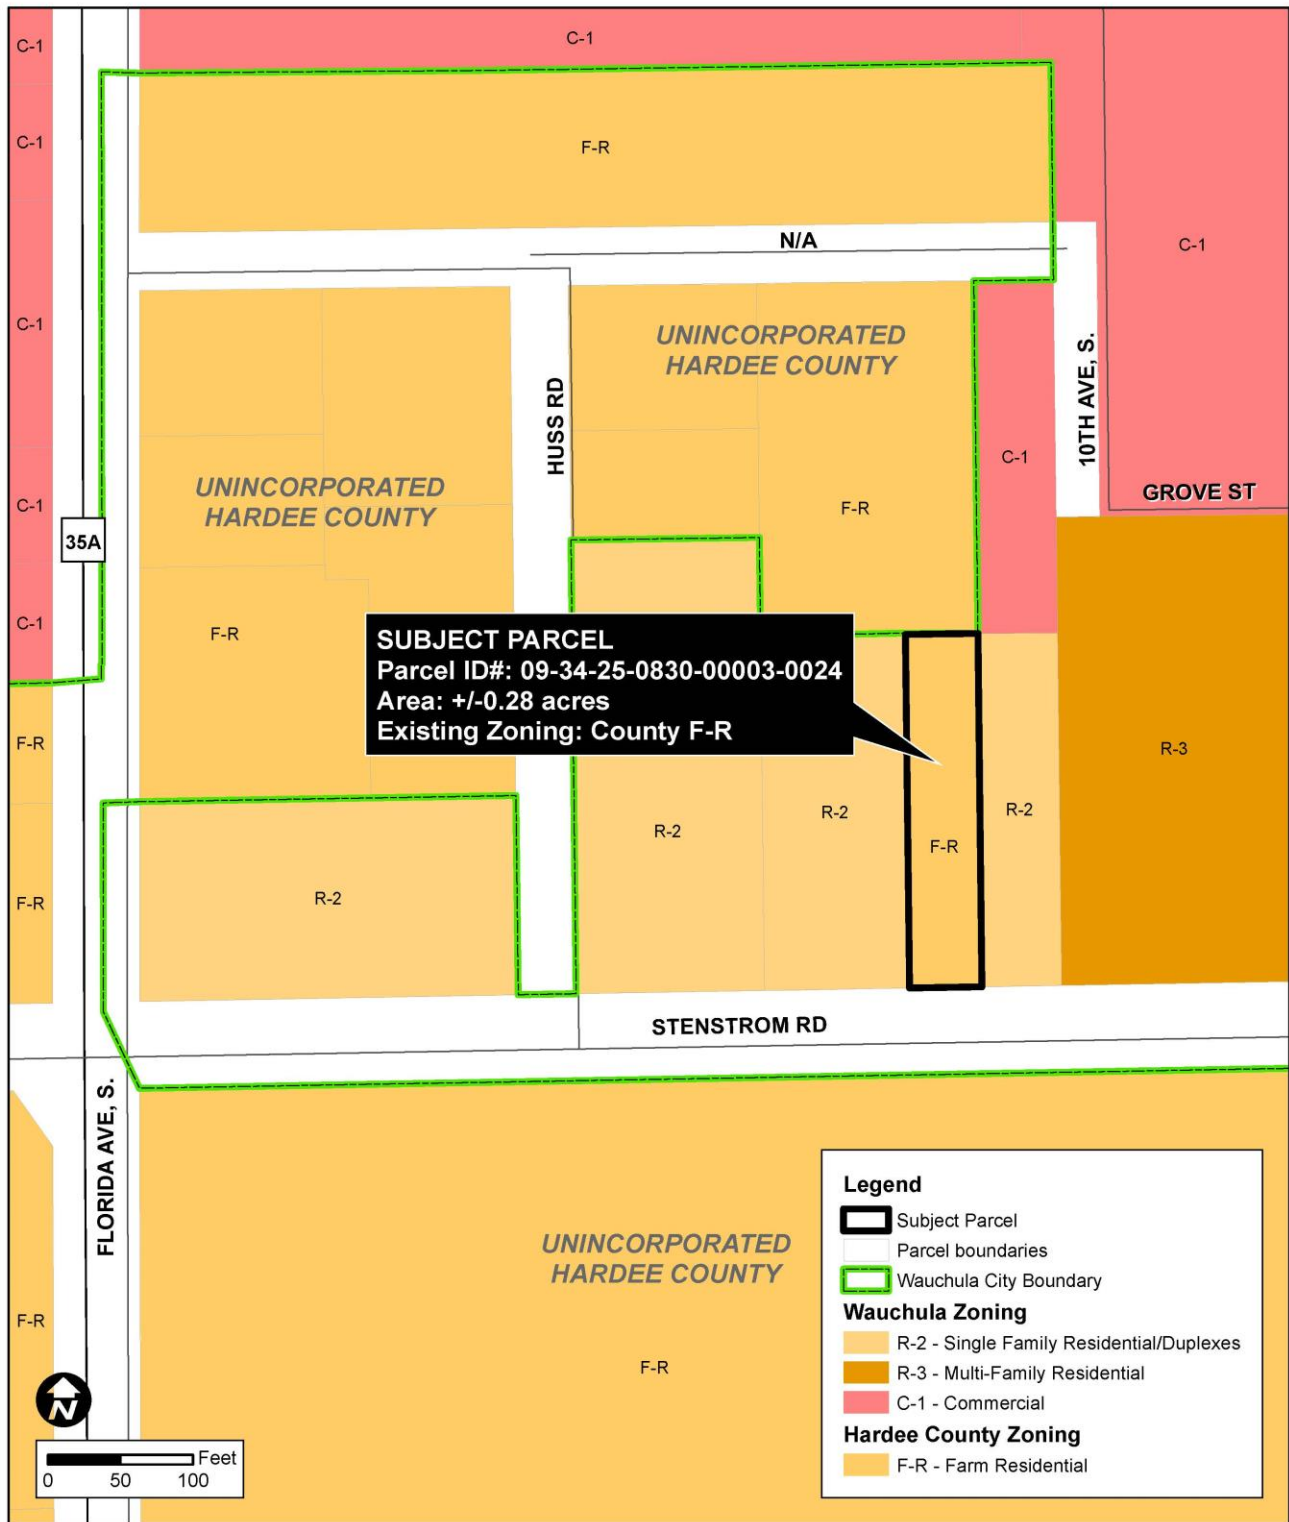 C-1
C-1
C-1
F-R
N/A
C-1
C-1
UNINCORPORATED
HARDEE COUNTY
10TH AVE, S.
HUSS RD
C-1
UNINCORPORATED
HARDEE COUNTY
GROVE ST
C-1
F-R
35A
C-1
F-R
SUBJECT PARCEL
Parcel ID#: 09-34-25-0830-00003-0024
Area: +/-0.28 acres
Existing Zoning: County F-R
F-R
R-3
R-2
R-2
R-2
F-R
F-R
R-2
STENSTROM RD
FLORIDA AVE, S.
UNINCORPORATED
HARDEE COUNTY
F-R
F-R
N
Feet
0 50 100
Legend
Subject Parcel
Parcel boundaries
Wauchula City Boundary
Wauchula Zoning
R-2 - Single Family Residential/Duplexes
R-3 - Multi-Family Residential
C-1 - Commercial
Hardee County Zoning
F-R - Farm Residential